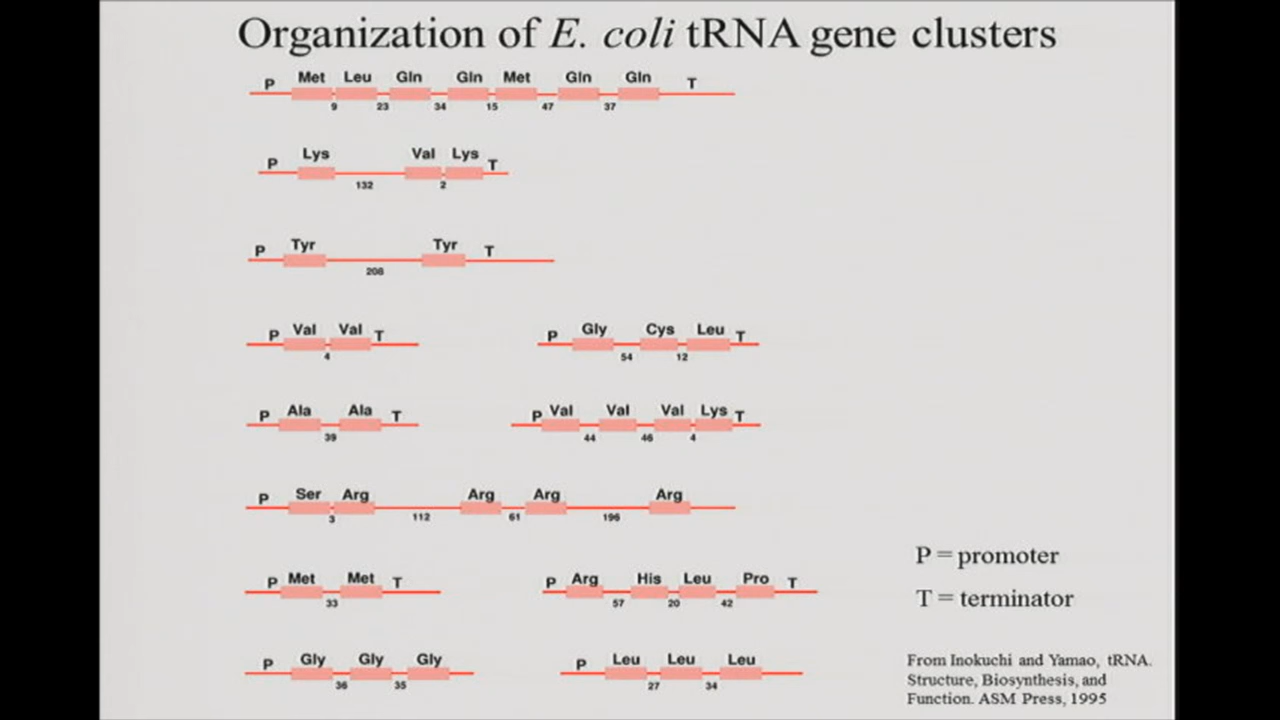 Organization of E. coli tRNA gene clusters
P Met Leu Gln Gln Met Gln Gln T
9 23 34 15 47 37
P Lys Val Lys T
132 2
P Tyr Tyr T
208
P Val Val T
4
P Gly Cys Leu T
54 12
P Ala Ala T
39
P Val Val Val Lys T
44 46 4
P Ser Arg Arg Arg Arg
3 112 61 196
P Met Met T
33
P Arg His Leu Pro T
57 20 42
P Gly Gly Gly
36 35
P Leu Leu Leu
27 34
P = promoter
T = terminator
From Inokuchi and Yamao, tRNA.
Structure, Biosynthesis, and
Function. ASM Press, 1995